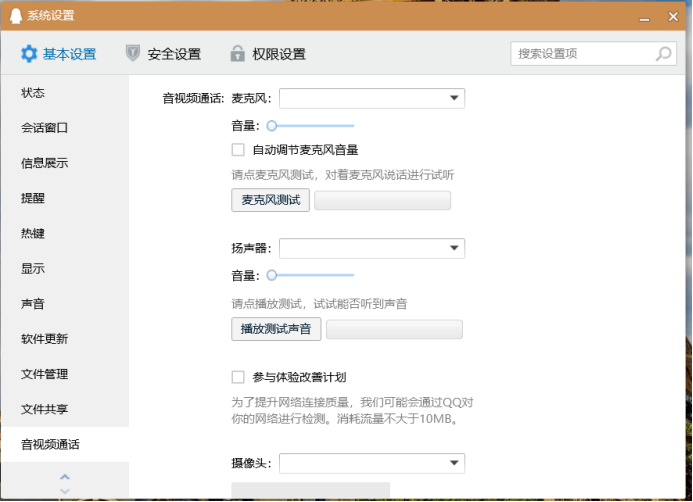 系统设置
基本设置 安全设置 权限设置 搜索设置项
状态
会话窗口
信息展示
提醒
热键
显示
声音
软件更新
文件管理
文件共享
音视频通话
音视频通话: 麦克风:
音量:
自动调节麦克风音量
请点麦克风测试，对着麦克风说话进行试听
麦克风测试
扬声器:
音量:
请点播放测试，试试能否听到声音
播放测试声音
参与体验改善计划
为了提升网络连接质量，我们可能会通过QQ对
你的网络进行检测。消耗流量不大于10MB。
摄像头: